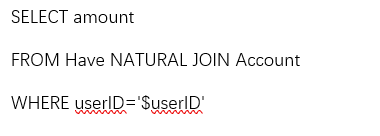 SELECT amount
FROM Have NATURAL JOIN Account
WHERE userID='$userID'